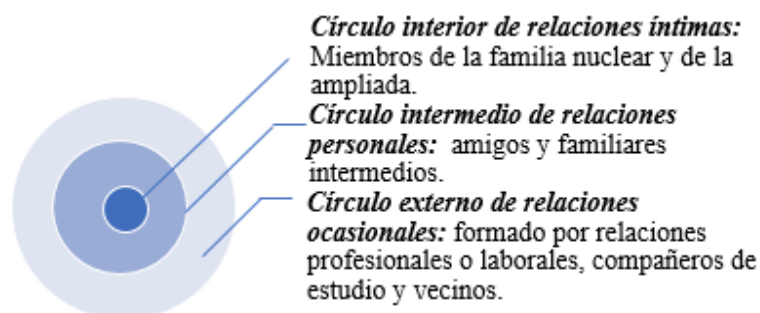 Círculo interior de relaciones íntimas:
Miembros de la familia nuclear y de la
ampliada.
Círculo intermedio de relaciones
personales: amigos y familiares
intermedios.
Círculo externo de relaciones
ocasionales: formado por relaciones
profesionales o laborales, compañeros de
estudio y vecinos.